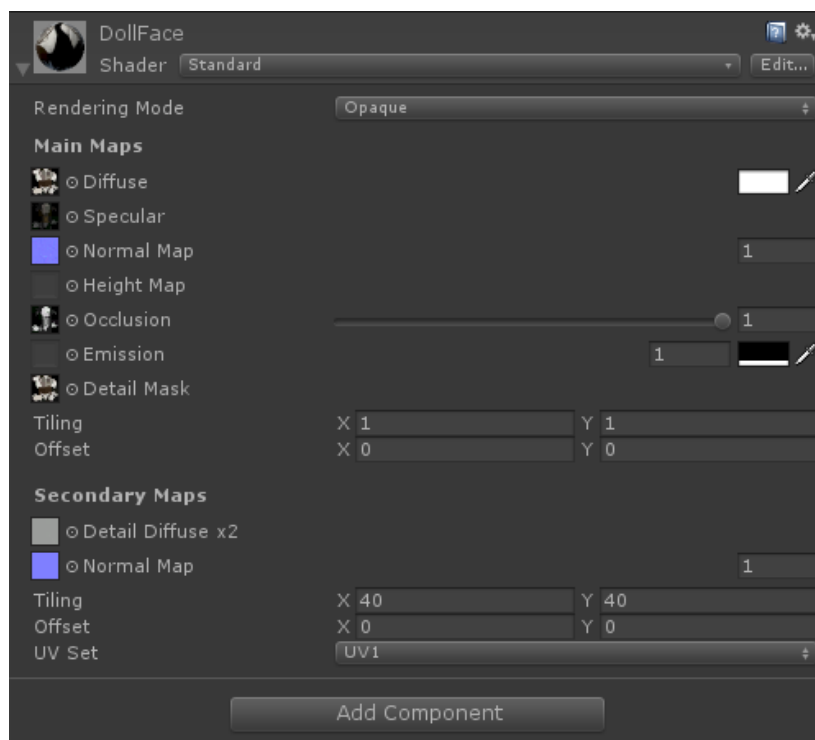 DollFace
Shader Standard Edit...
Rendering Mode Opaque
Main Maps
Diffuse
Specular
Normal Map 1
Height Map
Occlusion 1
Emission 1
Detail Mask
Tiling X 1 Y 1
Offset X 0 Y 0
Secondary Maps
Detail Diffuse x2
Normal Map 1
Tiling X 40 Y 40
Offset X 0 Y 0
UV Set UV1
Add Component